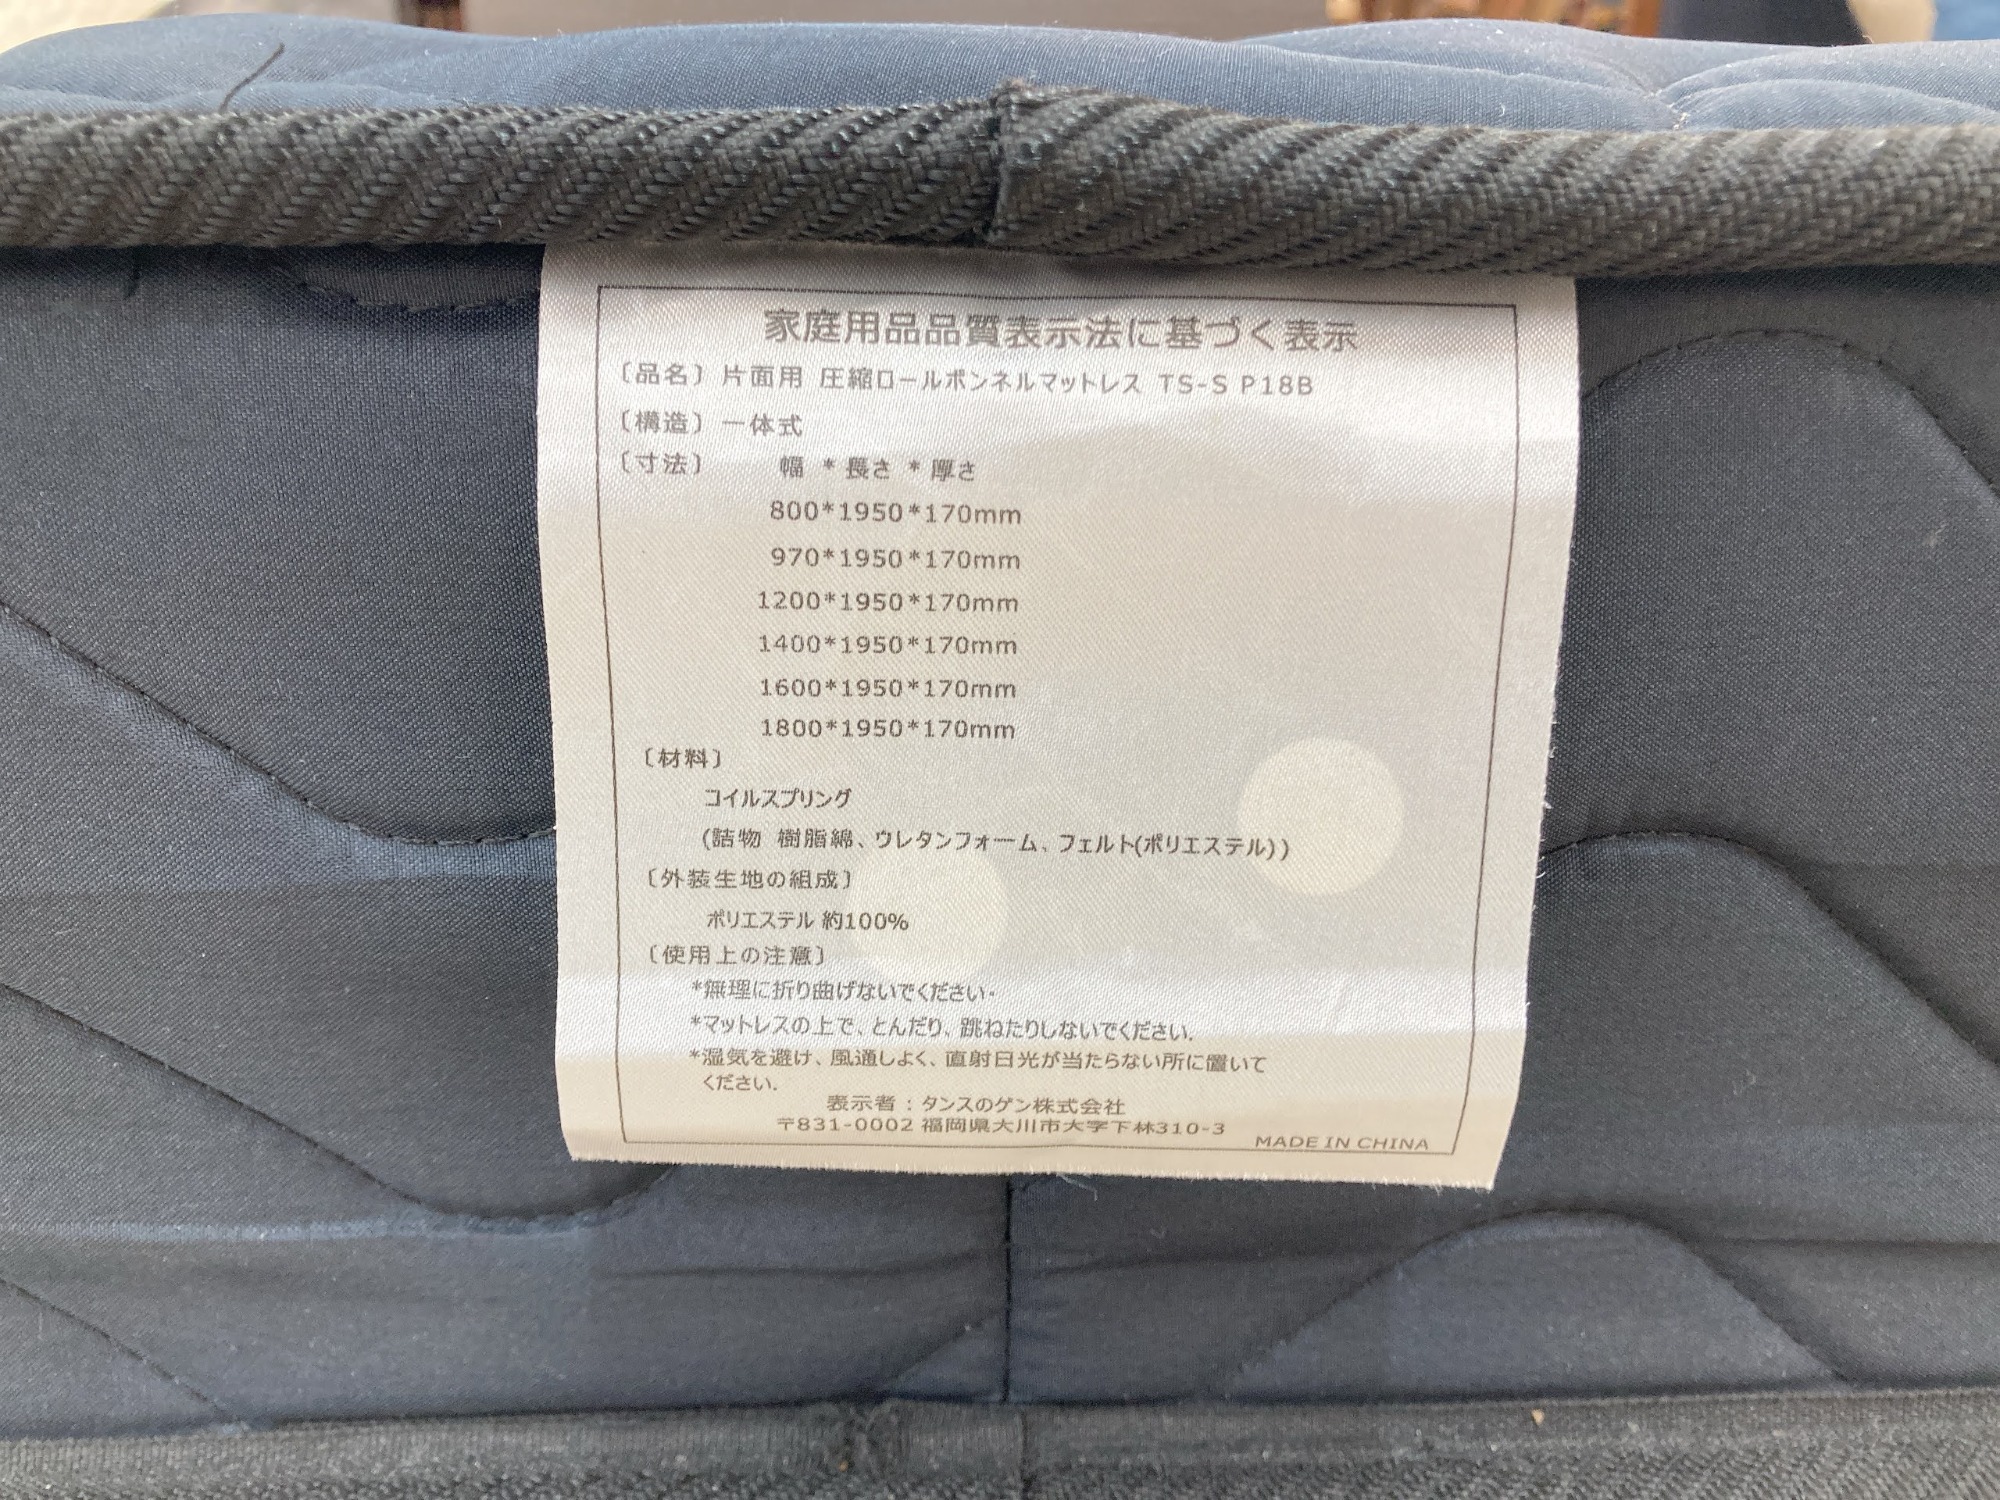 家庭用品品質表示法に基づく表示
〔品名〕片面用 圧縮ロールボンネルマットレス TS-S P18B
〔構造〕一体式
〔寸法〕 幅 *長さ *厚さ
800*1950*170mm
970*1950*170mm
1200*1950*170mm
1400*1950*170mm
1600*1950*170mm
1800*1950*170mm
〔材料〕
コイルスプリング
(詰物 樹脂綿、ウレタンフォーム、フェルト(ポリエステル))
〔外装生地の組成〕
ポリエステル 約100%
〔使用上の注意〕
*無理に折り曲げないでください.
*マットレスの上で、とんだり、跳ねたりしないでください.
*湿気を避け、風通しよく、直射日光が当たらない所に置いて
ください.
表示者：タンスのゲン株式会社
〒831-0002 福岡県大川市大字下林310-3
MADE IN CHINA